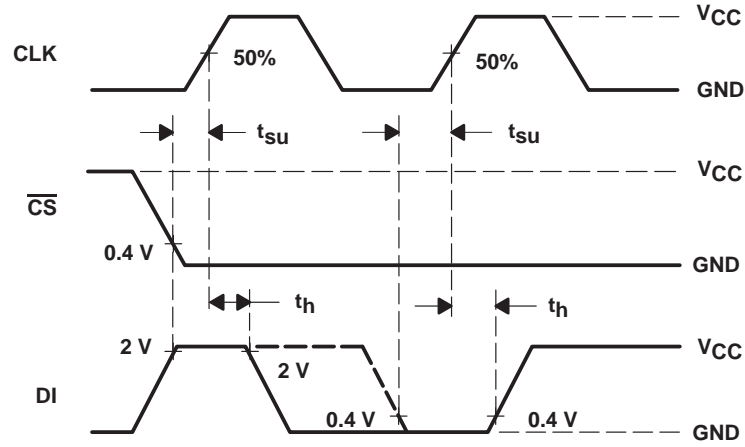 VCC
CLK
50%
50%
GND
tsu
tsu
VCC
CS
0.4 V
GND
th
th
2 V
2 V
VCC
DI
0.4 V
0.4 V
GND